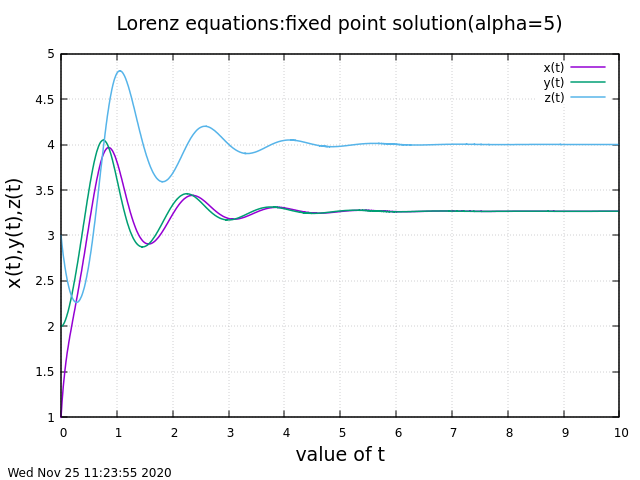 Lorenz equations:fixed point solution(alpha=5)
x(t)
y(t)
z(t)
5
4.5
4
3.5
3
2.5
2
1.5
1
x(t),y(t),z(t)
0 1 2 3 4 5 6 7 8 9 10
value of t
Wed Nov 25 11:23:55 2020